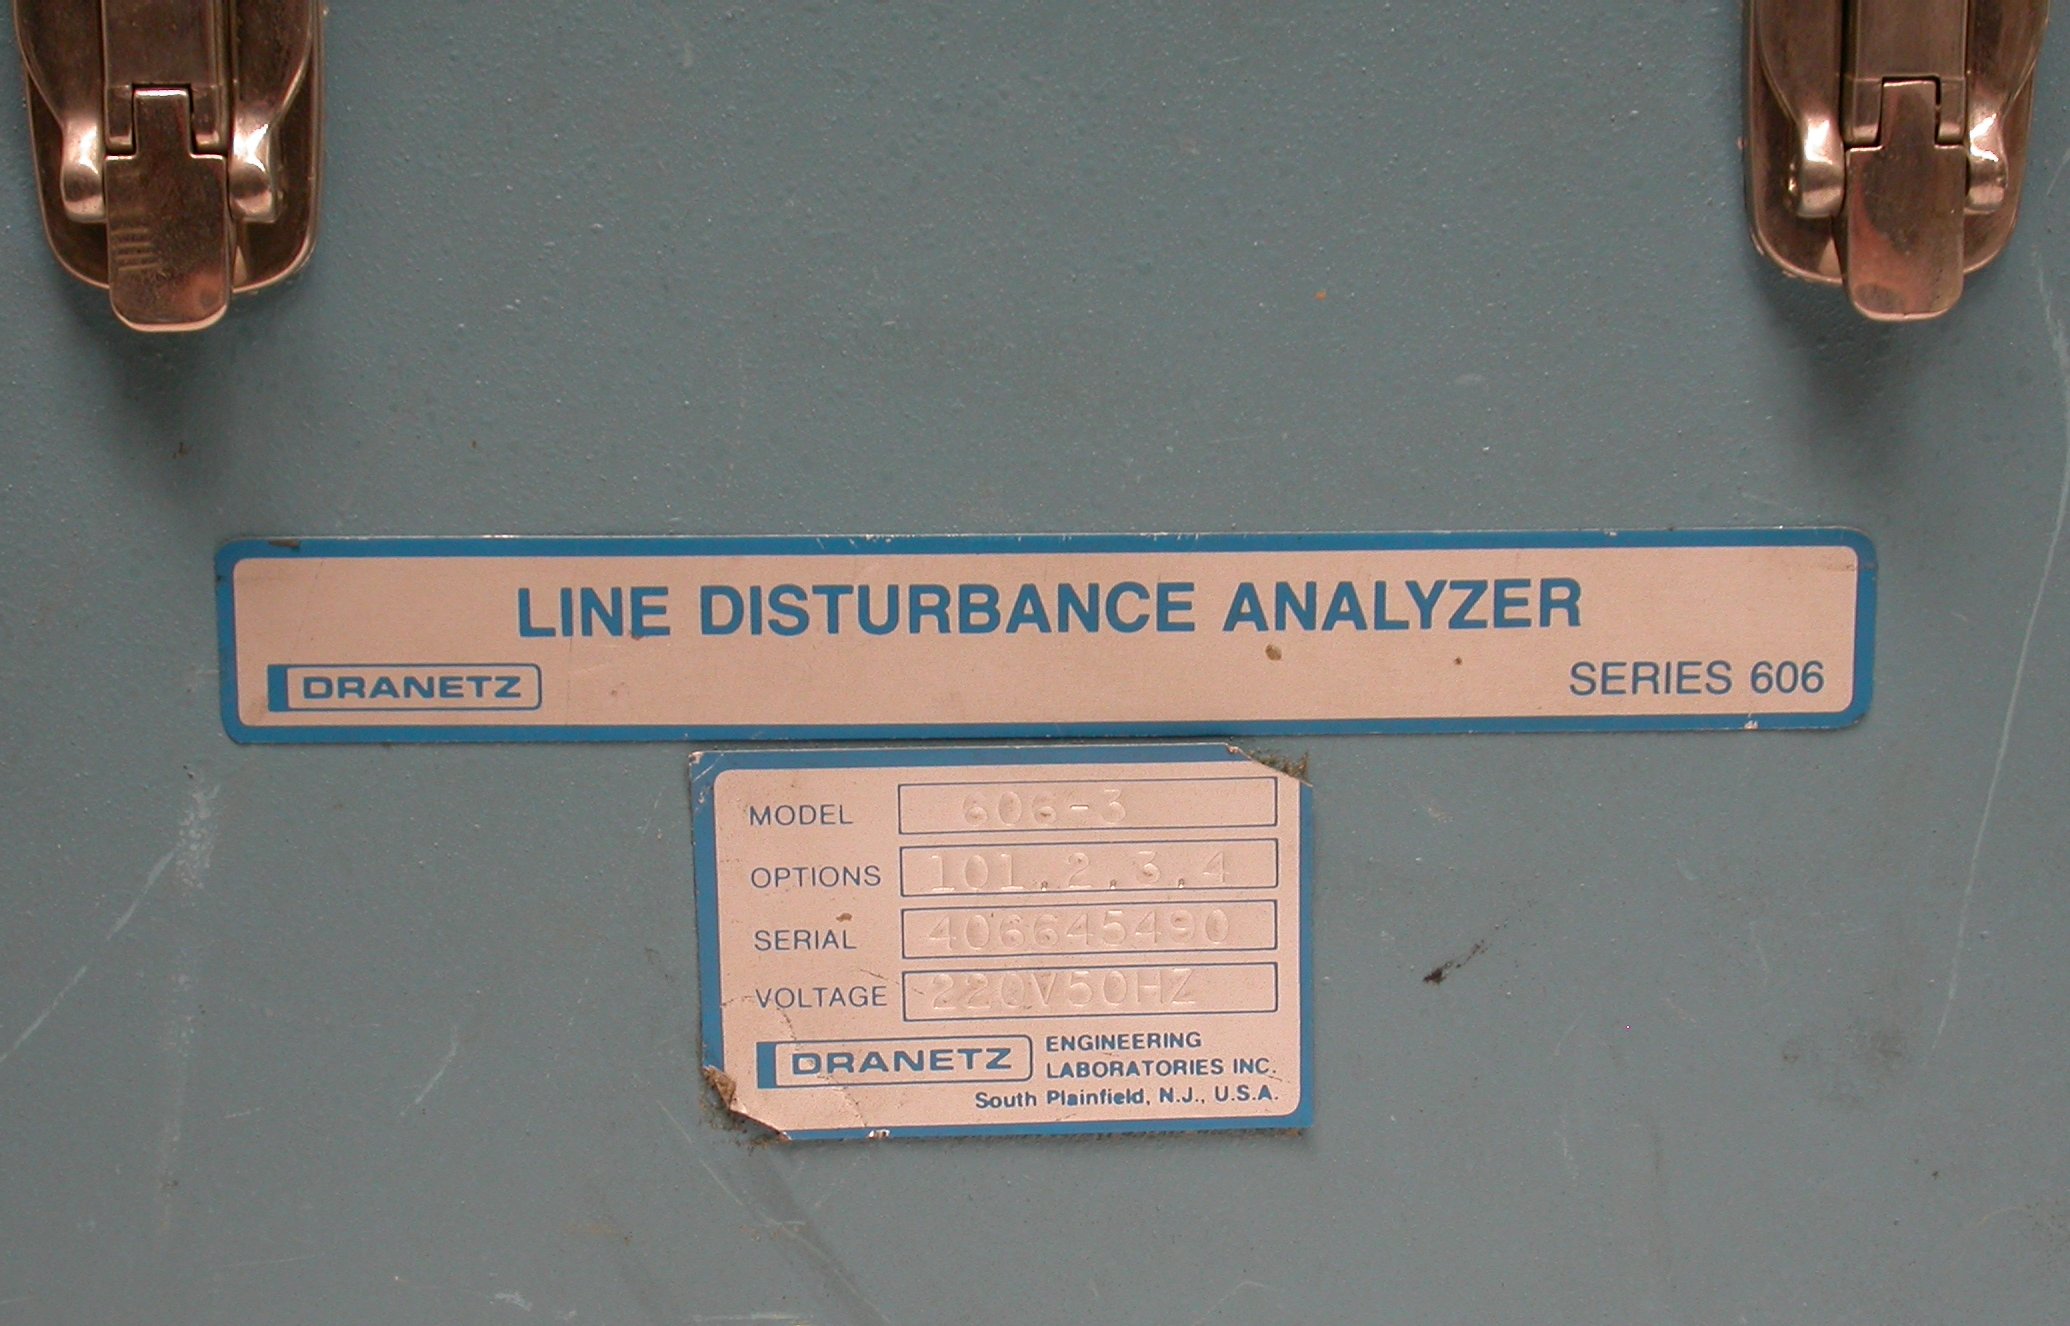 LINE DISTURBANCE ANALYZER
DRANETZ
SERIES 606
MODEL 606-3
OPTIONS 101,2,3,4
SERIAL 406645490
VOLTAGE 220V50HZ
DRANETZ
ENGINEERING
LABORATORIES INC.
South Plainfield, N.J., U.S.A.